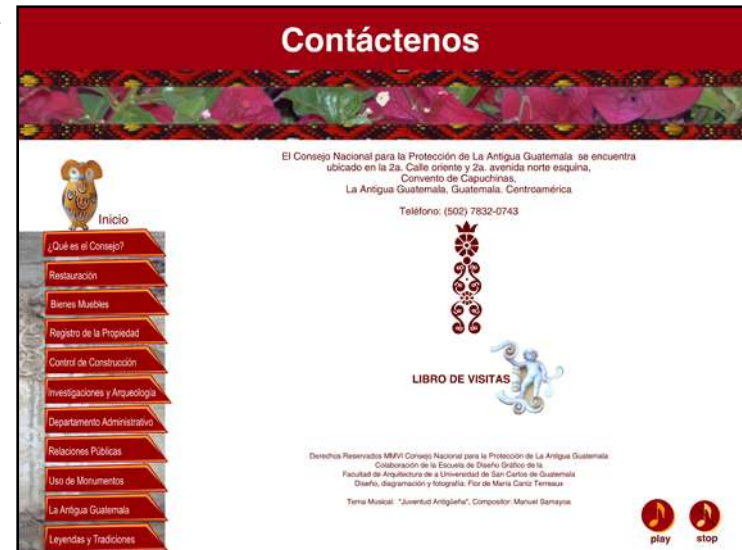 Contáctenos
El Consejo Nacional para la Protección de La Antigua Guatemala se encuentra
ubicado en la 2a. Calle oriente y 2a. avenida norte esquina,
Convento de Capuchinas,
La Antigua Guatemala, Guatemala. Centroamérica
Teléfono: (502) 7832-0743
Inicio
¿Qué es el Consejo?
Restauración
Bienes Muebles
Registro de la Propiedad
Control de Construcción
Investigaciones y Arqueología
Departamento Administrativo
Relaciones Públicas
Uso de Monumentos
La Antigua Guatemala
Leyendas y Tradiciones
LIBRO DE VISITAS
Derechos Reservados MMVI Consejo Nacional para la Protección de La Antigua Guatemala
Colaboración de la Escuela de Diseño Gráfico de la
Facultad de Arquitectura de a Universidad de San Carlos de Guatemala
Diseño, diagramación y fotografía: Flor de María Caníz Terreaux
Tema Musical: "Juventud Antigüeña", Compositor: Manuel Samayoa
play
stop